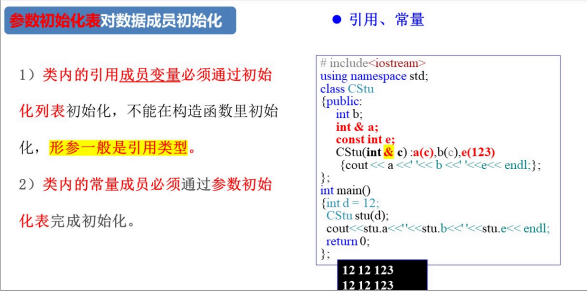 参数初始化表对数据成员初始化
● 引用、常量
1）类内的引用成员变量必须通过初始
化列表初始化，不能在构造函数里初始
化，形参一般是引用类型。
2）类内的常量成员必须通过参数初始
化表完成初始化。
# include<iostream>
using namespace std;
class CStu
{public:
int b;
int & a;
const int e;
CStu(int & c) :a(c),b(c),e(123)
{cout<< a <<' '<< b <<' '<<e<< endl;};
};
int main()
{int d = 12;
CStu stu(d);
cout<<stu.a<<' '<<stu.b<<' '<<stu.e<< endl;
return 0;
};
12 12 123
12 12 123